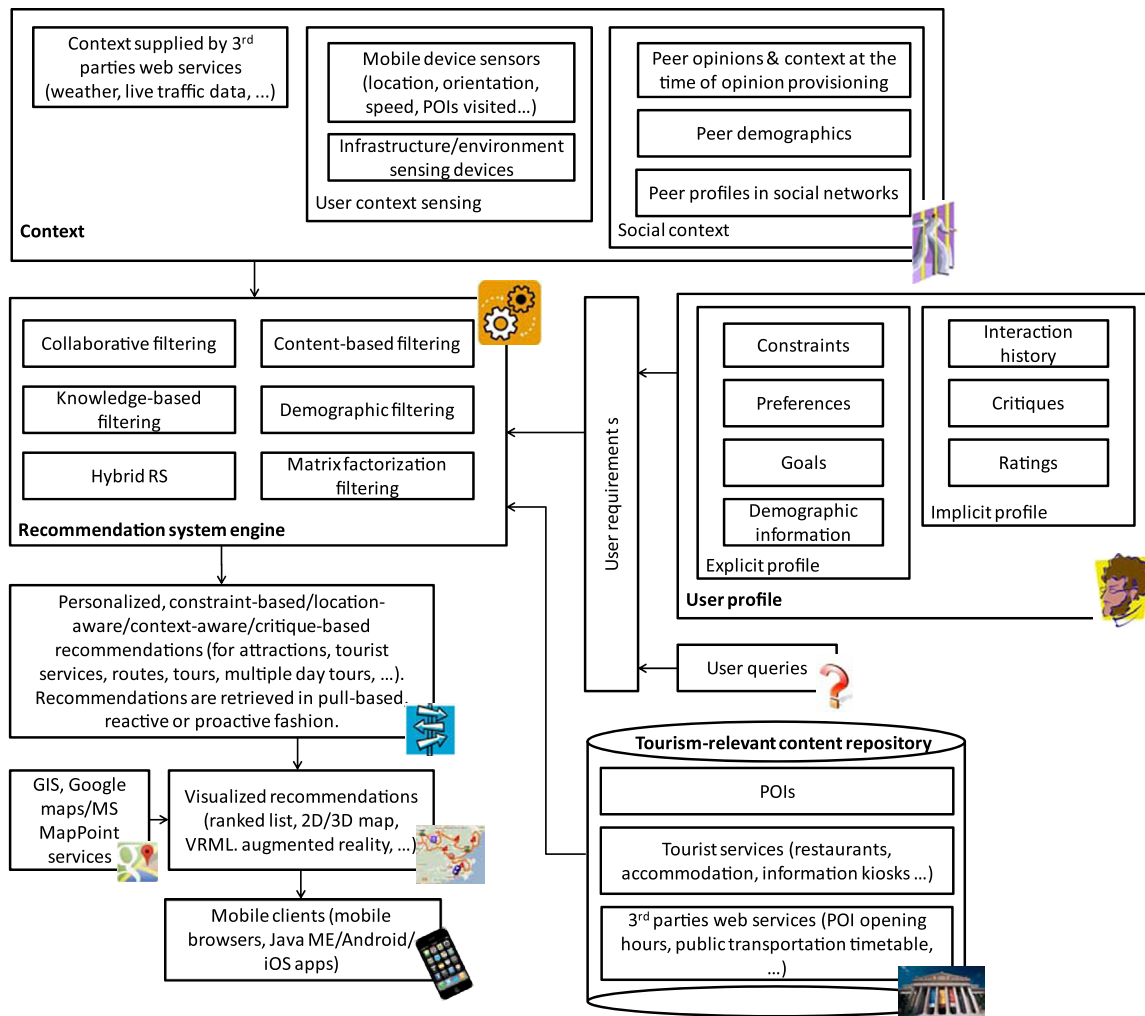 Context supplied by 3rd
parties web services
(weather, live traffic data, ...)
Mobile device sensors
(location, orientation,
speed, POIs visited...)
Infrastructure/environment
sensing devices
User context sensing
Peer opinions & context at the
time of opinion provisioning
Peer demographics
Peer profiles in social networks
Social context
Context
Collaborative filtering
Content-based filtering
Knowledge-based
filtering
Demographic filtering
Hybrid RS
Matrix factorization
filtering
Recommendation system engine
User requirement s
Constraints
Preferences
Goals
Demographic
information
Explicit profile
Interaction
history
Critiques
Ratings
Implicit profile
User profile
User queries
Personalized, constraint-based/location-
aware/context-aware/critique-based
recommendations (for attractions, tourist
services, routes, tours, multiple day tours, ...).
Recommendations are retrieved in pull-based,
reactive or proactive fashion.
GIS, Google
maps/MS
MapPoint
services
Visualized recommendations
(ranked list, 2D/3D map,
VRML. augmented reality, ...)
Mobile clients (mobile
browsers, Java ME/Android/
iOS apps)
Tourism-relevant content repository
POIs
Tourist services (restaurants,
accommodation, information kiosks ...)
3rd parties web services (POI opening
hours, public transportation timetable,
...)